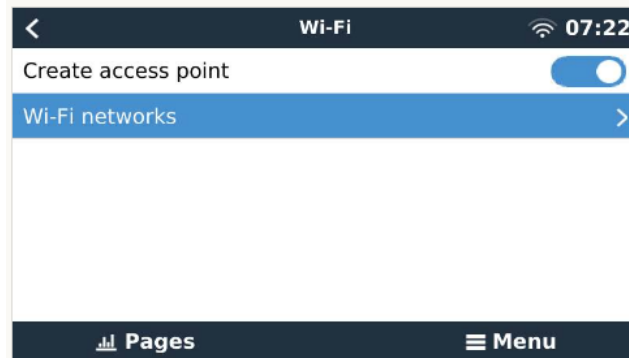 Wi-Fi 07:22
Create access point
Wi-Fi networks
Pages Menu